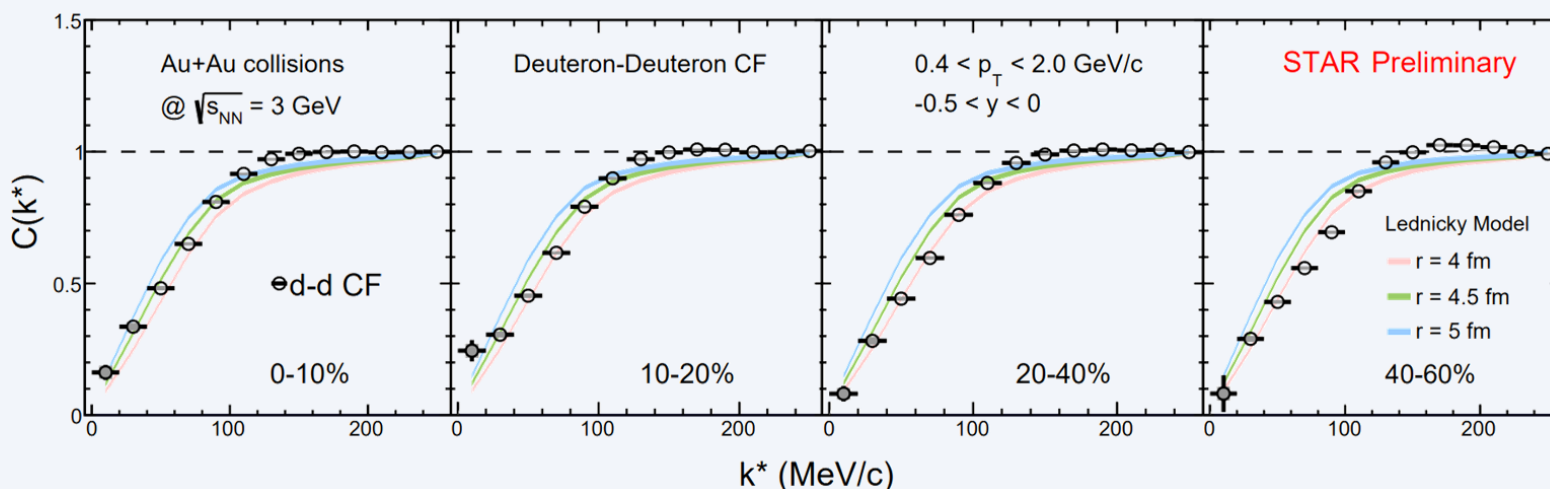 1.5
1
0.5
0
C(k*)
Au+Au collisions
@ √sNN = 3 GeV
d-d CF
0-10%
Deuteron-Deuteron CF
10-20%
0.4 < pT < 2.0 GeV/c
-0.5 < y < 0
20-40%
STAR Preliminary
Lednicky Model
r = 4 fm
r = 4.5 fm
r = 5 fm
40-60%
0 100 200 0 100 200 0 100 200 0 100 200
k* (MeV/c)